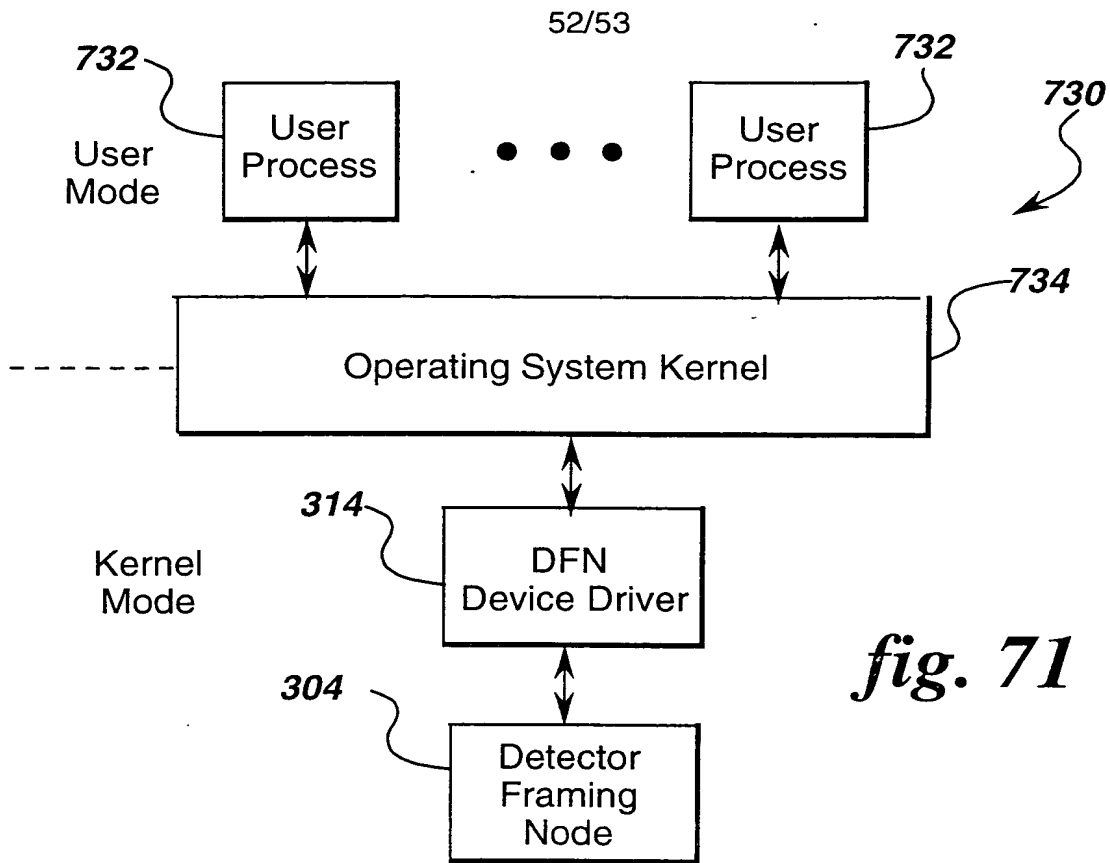 52/53
732
732
730
User
Process
User
Process
User
Mode
734
Operating System Kernel
314
DFN
Device Driver
Kernel
Mode
fig. 71
304
Detector
Framing
Node